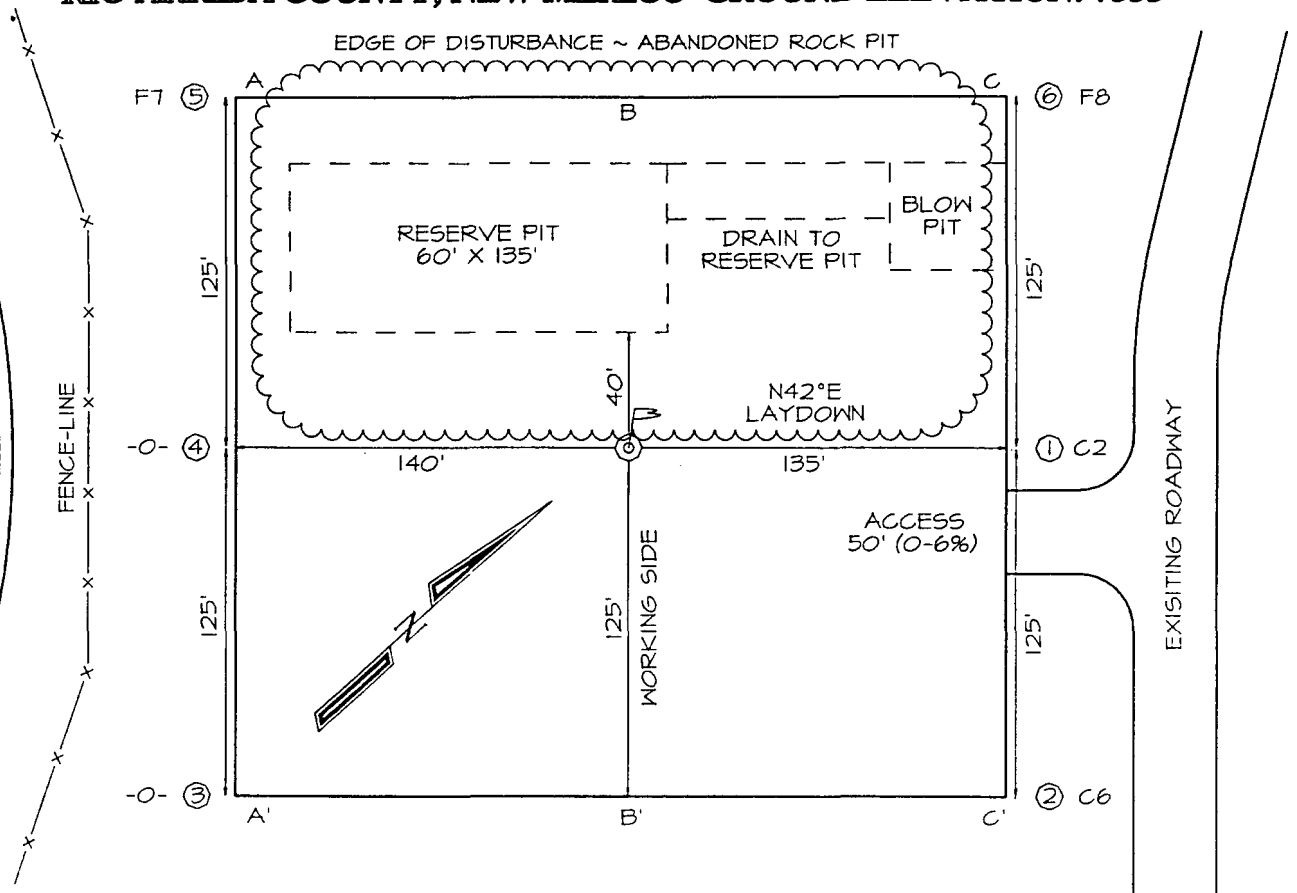 EDGE OF DISTURBANCE ~ ABANDONED ROCK PIT
A
C
F7 ⑤
B
⑥ F8
RESERVE PIT
60' X 135'
DRAIN TO
RESERVE PIT
BLOW
PIT
125'
125'
40'
N42°E
LAYDOWN
FENCE-LINE
-0- ④
140'
135'
① C2
EXISITING ROADWAY
ACCESS
50' (0-6%)
N
125'
125'
WORKING SIDE
125'
-0- ③
A'
B'
C'
② C6